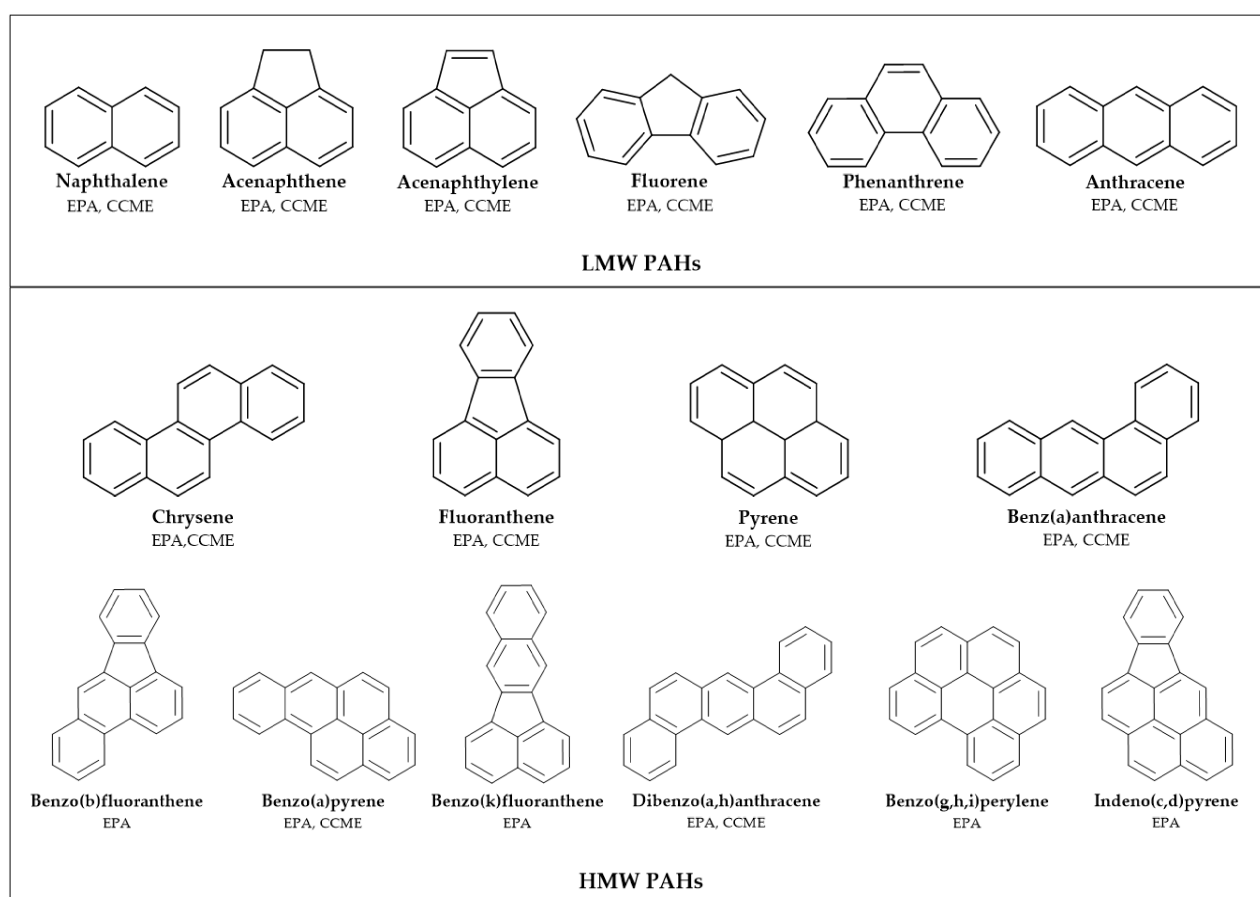 Naphthalene
EPA, CCME
Acenaphthene
EPA, CCME
Acenaphthylene
EPA, CCME
Fluorene
EPA, CCME
Phenanthrene
EPA, CCME
Anthracene
EPA, CCME
LMW PAHs
Chrysene
EPA,CCME
Fluoranthene
EPA, CCME
Pyrene
EPA, CCME
Benz(a)anthracene
EPA, CCME
Benzo(b)fluoranthene
EPA
Benzo(a)pyrene
EPA, CCME
Benzo(k)fluoranthene
EPA
Dibenzo(a,h)anthracene
EPA, CCME
Benzo(g,h,i)perylene
EPA
Indeno(c,d)pyrene
EPA
HMW PAHs